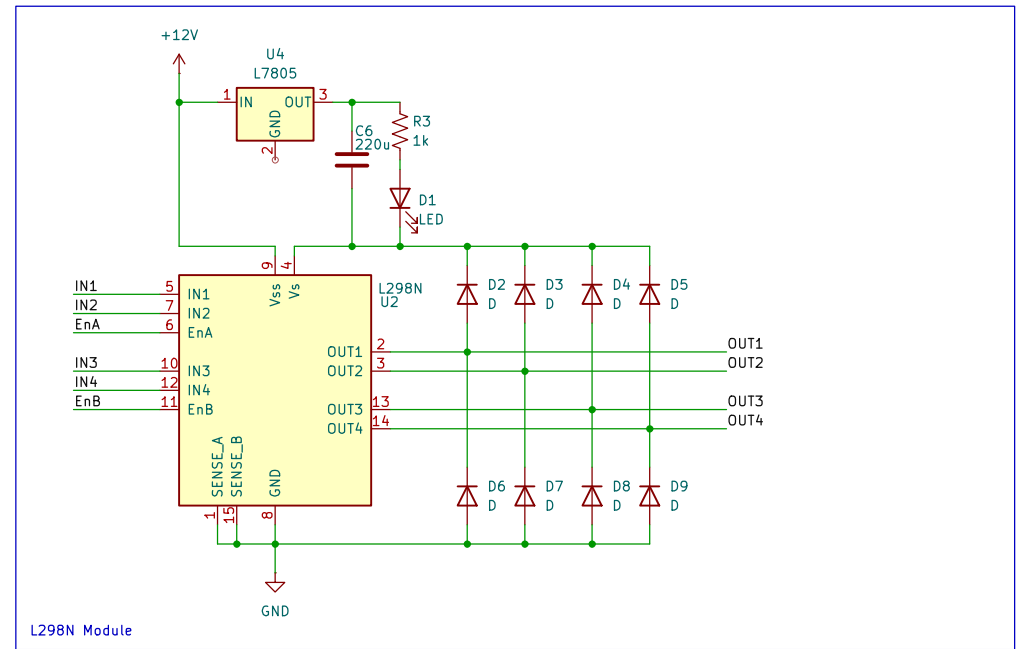 +12V
U4
L7805
1
IN
OUT
3
GND
2
C6
220u
R3
1k
D1
LED
9
4
Vss
Vs
L298N
U2
IN1
5
IN1
IN2
7
IN2
EnA
6
EnA
IN3
10
IN3
IN4
12
IN4
EnB
11
EnB
OUT1
2
OUT1
OUT2
3
OUT2
OUT3
13
OUT3
OUT4
14
OUT4
D2
D
D3
D
D4
D
D5
D
D6
D
D7
D
D8
D
D9
D
SENSE_A
SENSE_B
GND
1
15
8
GND
L298N Module